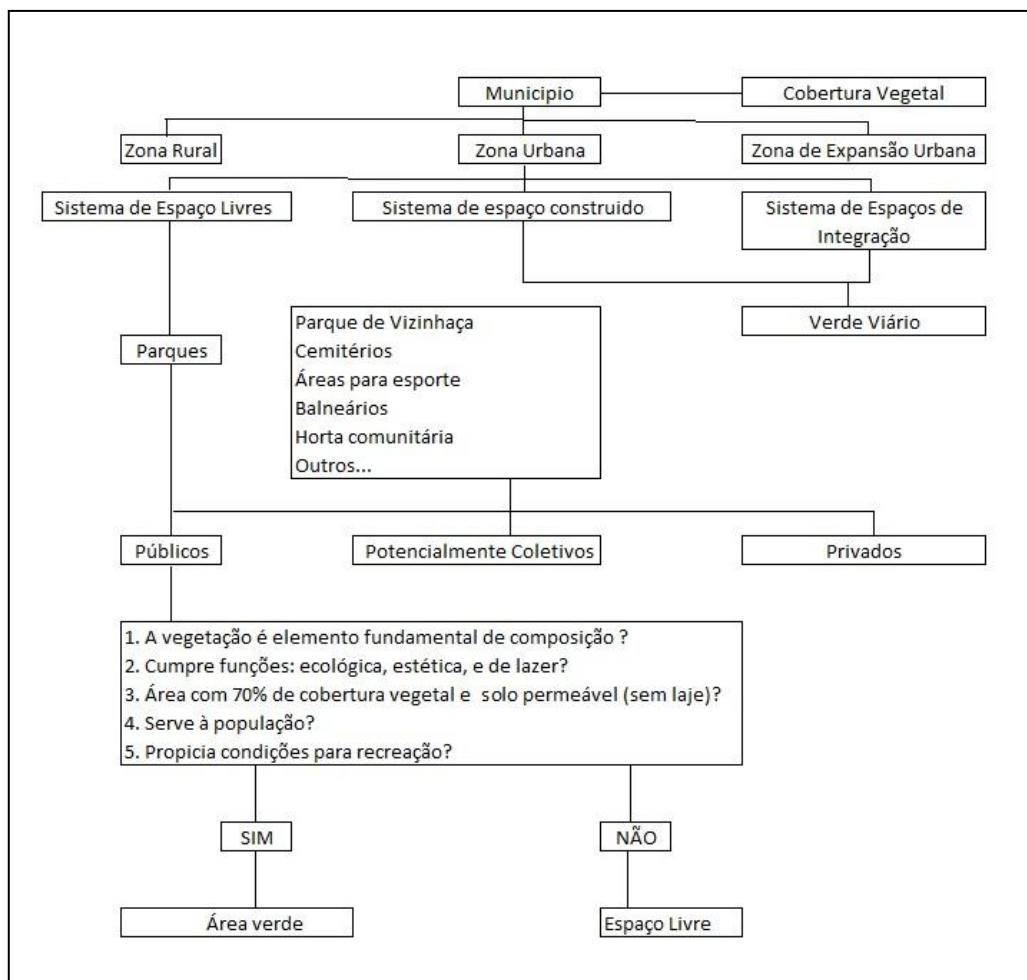 Municipio
Cobertura Vegetal
Zona Rural
Zona Urbana
Zona de Expansão Urbana
Sistema de Espaço Livres
Sistema de espaço construido
Sistema de Espaços de
Integração
Verde Viário
Parques
Parque de Vizinhaça
Cemitérios
Áreas para esporte
Balneários
Horta comunitária
Outros...
Públicos
Potencialmente Coletivos
Privados
1. A vegetação é elemento fundamental de composição ?
2. Cumpre funções: ecológica, estética, e de lazer?
3. Área com 70% de cobertura vegetal e solo permeável (sem laje)?
4. Serve à população?
5. Propicia condições para recreação?
SIM
NÃO
Área verde
Espaço Livre